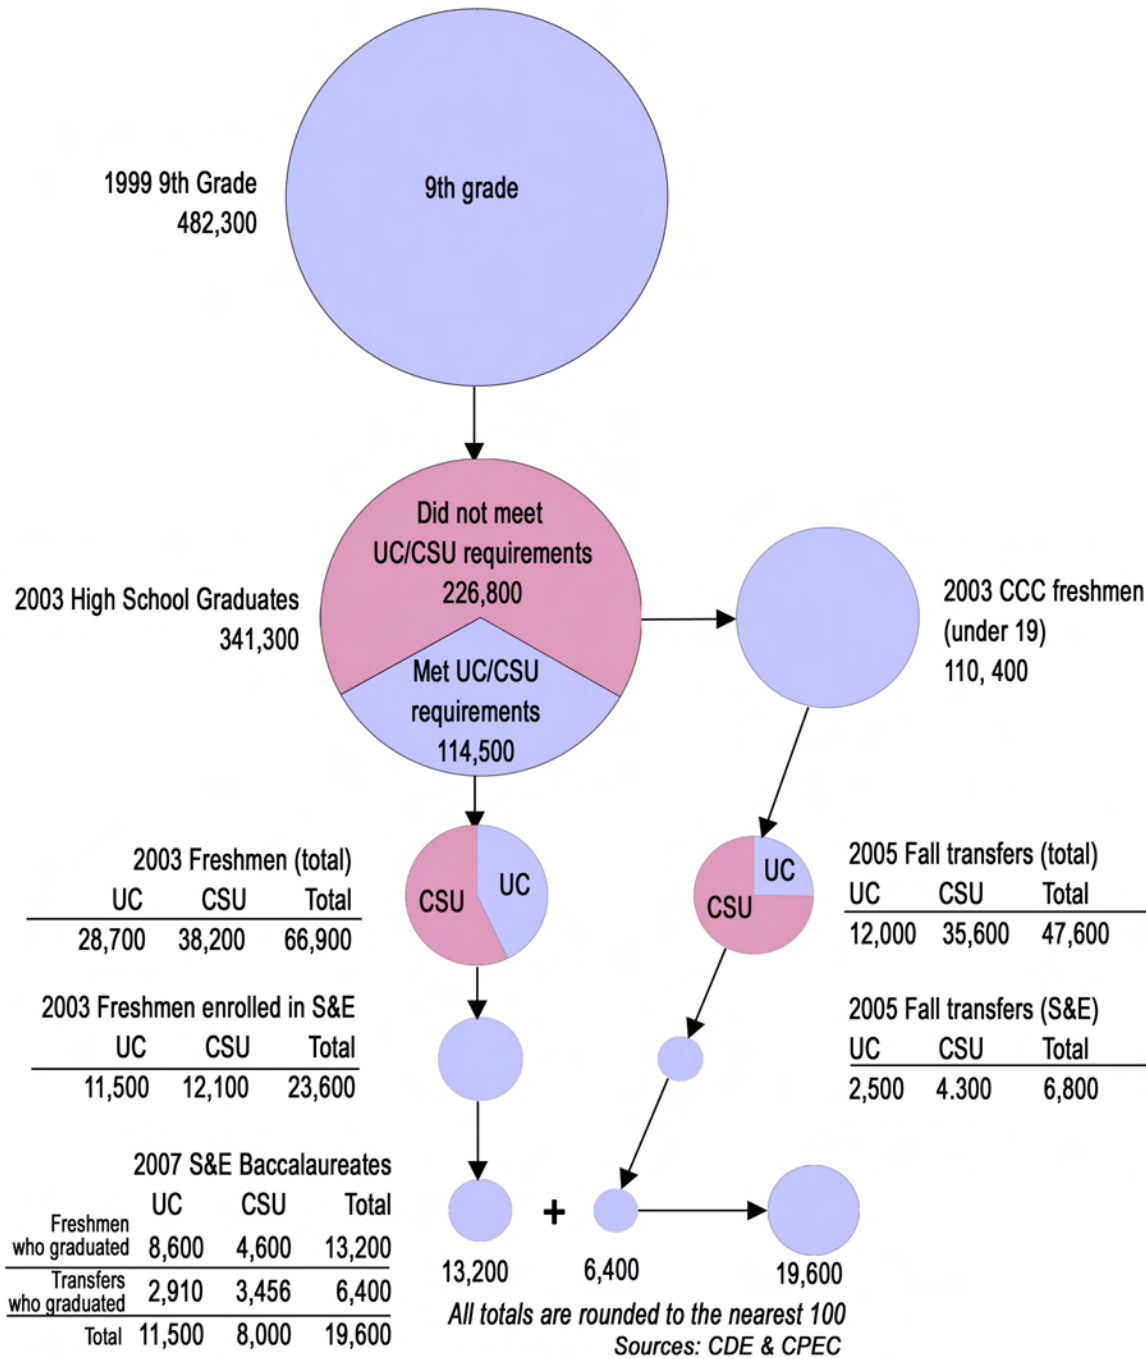 9th grade
1999 9th Grade
482,300
Did not meet
UC/CSU requirements
226,800
2003 High School Graduates
341,300
Met UC/CSU
requirements
114,500
2003 CCC freshmen
(under 19)
110, 400
2003 Freshmen (total)
UC CSU Total
28,700 38,200 66,900
CSU UC
UC
CSU
2005 Fall transfers (total)
UC CSU Total
12,000 35,600 47,600
2003 Freshmen enrolled in S&E
UC CSU Total
11,500 12,100 23,600
2005 Fall transfers (S&E)
UC CSU Total
2,500 4.300 6,800
2007 S&E Baccalaureates
UC CSU Total
Freshmen
who graduated 8,600 4,600 13,200
Transfers
who graduated 2,910 3,456 6,400
Total 11,500 8,000 19,600
+
13,200 6,400 19,600
All totals are rounded to the nearest 100
Sources: CDE & CPEC